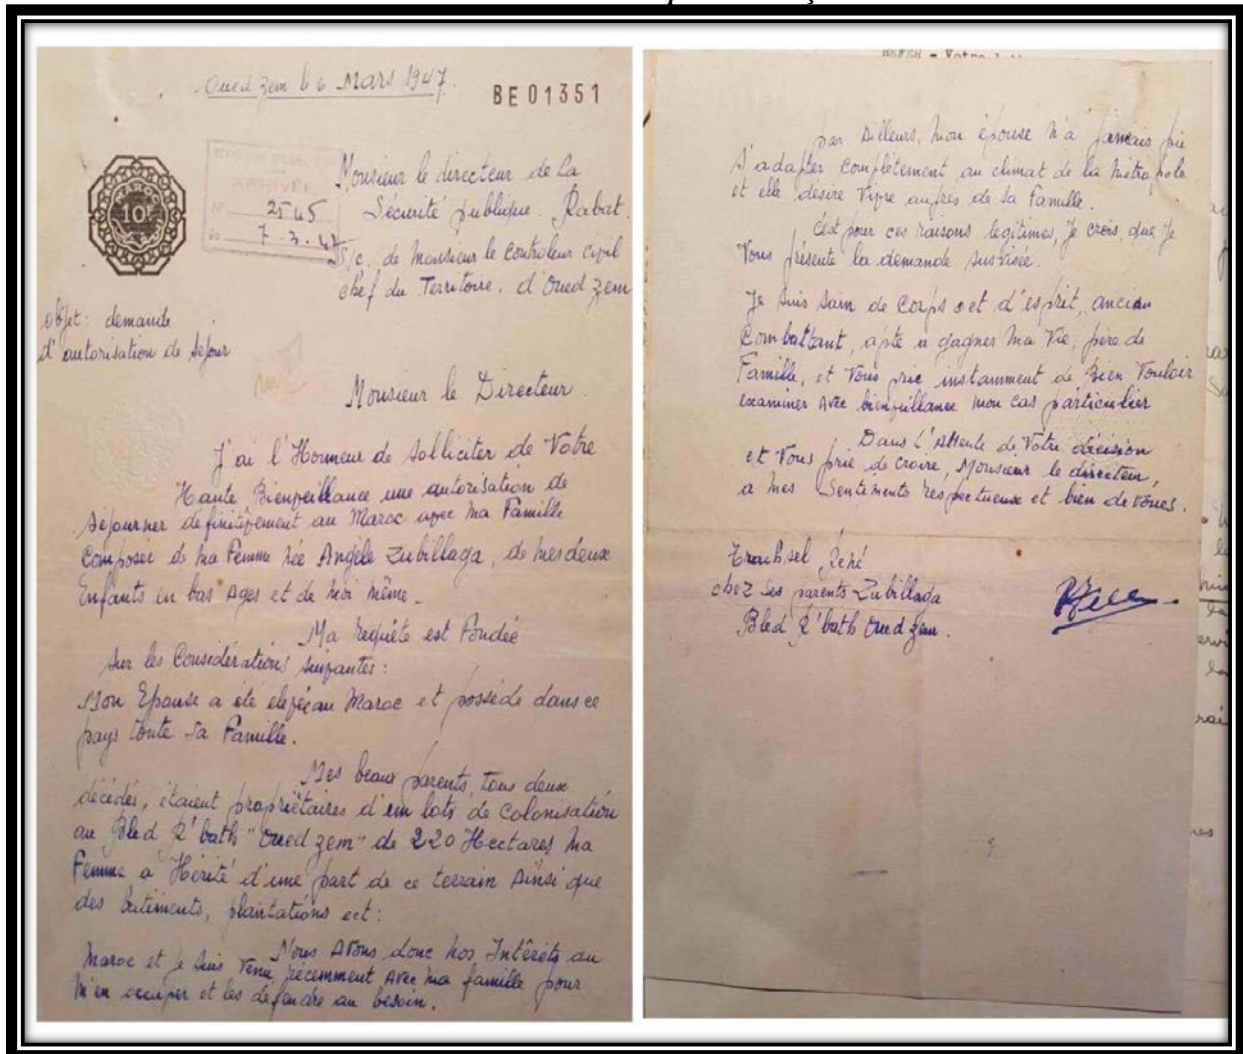 Oued Zem le 6 Mars 1947.
BE 01351
MAROC
10F
ARRIVÉE
N° 2545
le 7-3-47
Monsieur le directeur de la
Sécurité publique. Rabat.
S/c. de Monsieur le Controleur civil
chef du Territoire. d'Oued Zem
Objet: demande
d'autorisation de séjour
Monsieur le Directeur.
J'ai l'Honneur de solliciter de Votre
Haute Bienveillance une autorisation de
séjourner définitivement au Maroc avec ma Famille
composée de ma Femme née Angèle Zubillaga, de mes deux
Enfants en bas Ages et de moi même.
Ma requête est Fondée
sur les Considérations suivantes:
Mon Epouse a été élevée au Maroc et possède dans ce
pays toute sa Famille.
Mes beaux parents, tous deux
décédés, étaient propriétaires d'un lots de Colonisation
au Bled R'bath "Oued zem" de 220 Hectares Ma
Femme a Hérité d'une part de ce terrain Ainsi que
des batiments, plantations ect:
Nous Avons donc nos Intérêts au
Maroc et je suis venu récemment Avec ma famille pour
m'en occuper et les défendre au besoin.
par Ailleurs, mon épouse n'a jamais pu
s'adapter complètement au climat de la Métropole
et elle desire Vivre auprès de sa Famille.
c'est pour ces raisons legitimes, Je crois, que Je
Vous présente la demande susvisée.
Je suis sain de Corps et d'esprit, ancien
Combattant, apte a gagner Ma Vie, père de
Famille, et Vous prie instamment de Bien Vouloir
examiner Avec bienveillance mon cas particulier
Dans l'Attente de Votre décision
et Vous prie de croire, Monsieur le directeur,
a mes Sentiments respectueux et bien devoués.
Trachsel René
chez Ses parents Zubillaga
Bled R'bath Oued Zem.